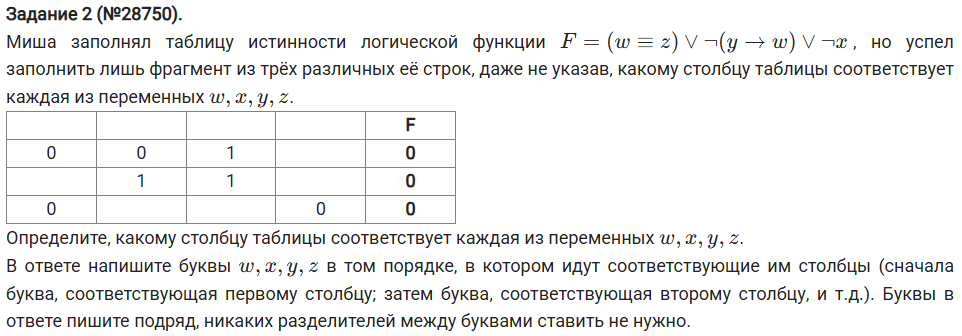 Задание 2 (№28750).
Миша заполнял таблицу истинности логической функции F = (w ≡ z) ∨ ¬(y → w) ∨ ¬x, но успел
заполнить лишь фрагмент из трёх различных её строк, даже не указав, какому столбцу таблицы соответствует
каждая из переменных w, x, y, z.
F
0 0 1 0
1 1 0
0 0 0
Определите, какому столбцу таблицы соответствует каждая из переменных w, x, y, z.
В ответе напишите буквы w, x, y, z в том порядке, в котором идут соответствующие им столбцы (сначала
буква, соответствующая первому столбцу; затем буква, соответствующая второму столбцу, и т.д.). Буквы в
ответе пишите подряд, никаких разделителей между буквами ставить не нужно.